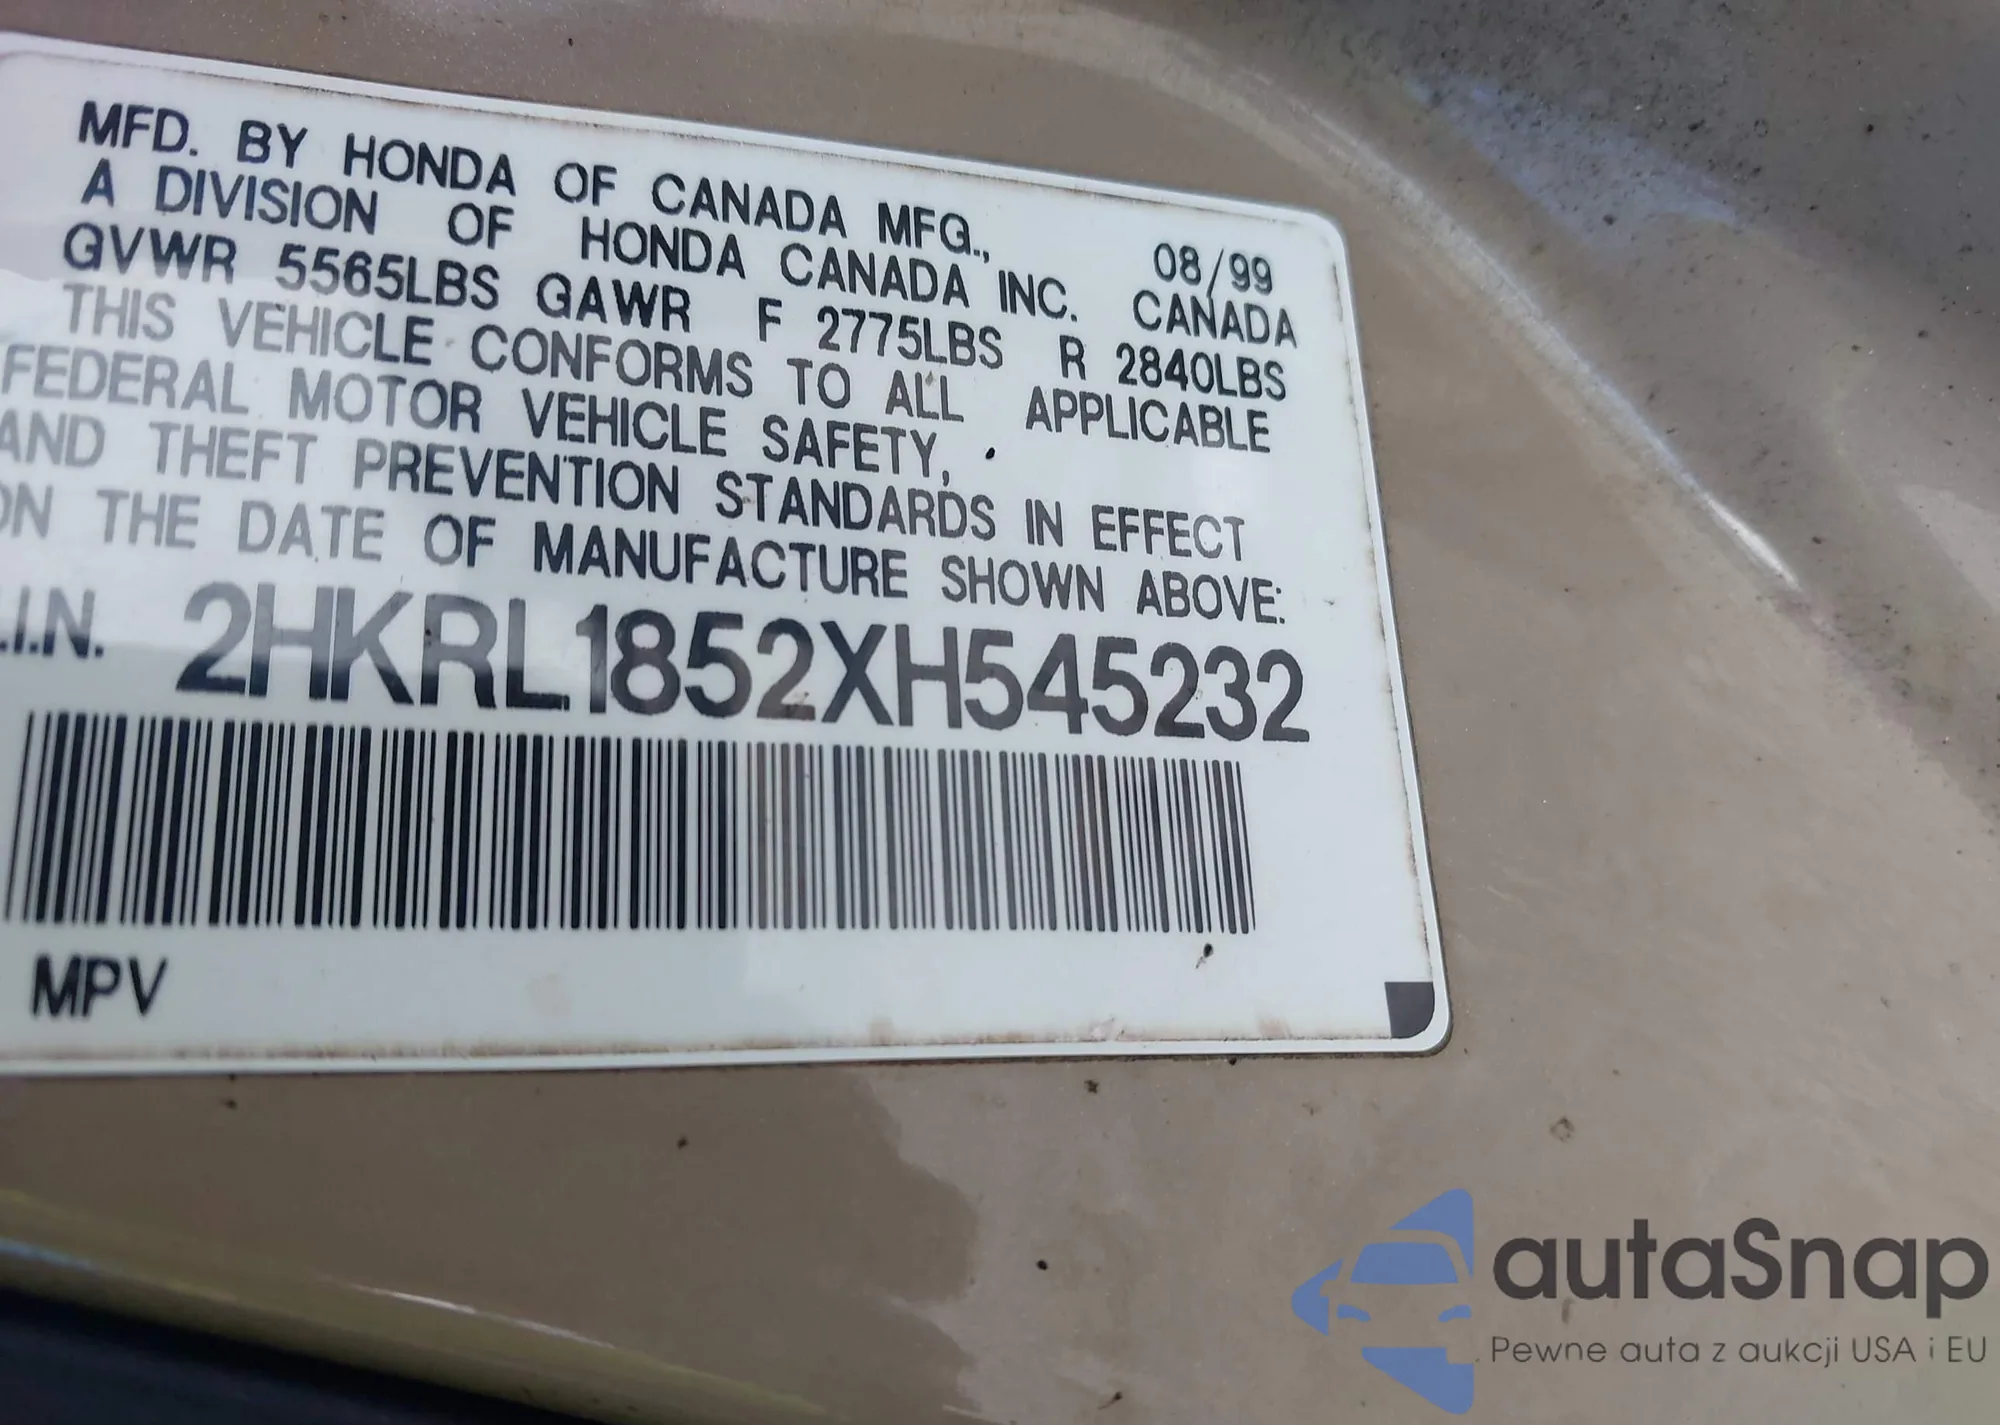 MFD. BY HONDA OF CANADA MFG.,
A DIVISION OF HONDA CANADA INC. 08/99
CANADA
GVWR 5565LBS GAWR F 2775LBS R 2840LBS
THIS VEHICLE CONFORMS TO ALL APPLICABLE
FEDERAL MOTOR VEHICLE SAFETY,
AND THEFT PREVENTION STANDARDS IN EFFECT
ON THE DATE OF MANUFACTURE SHOWN ABOVE:
.I.N. 2HKRL1852XH545232
MPV
autaSnap
Pewne auta z aukcji USA i EU